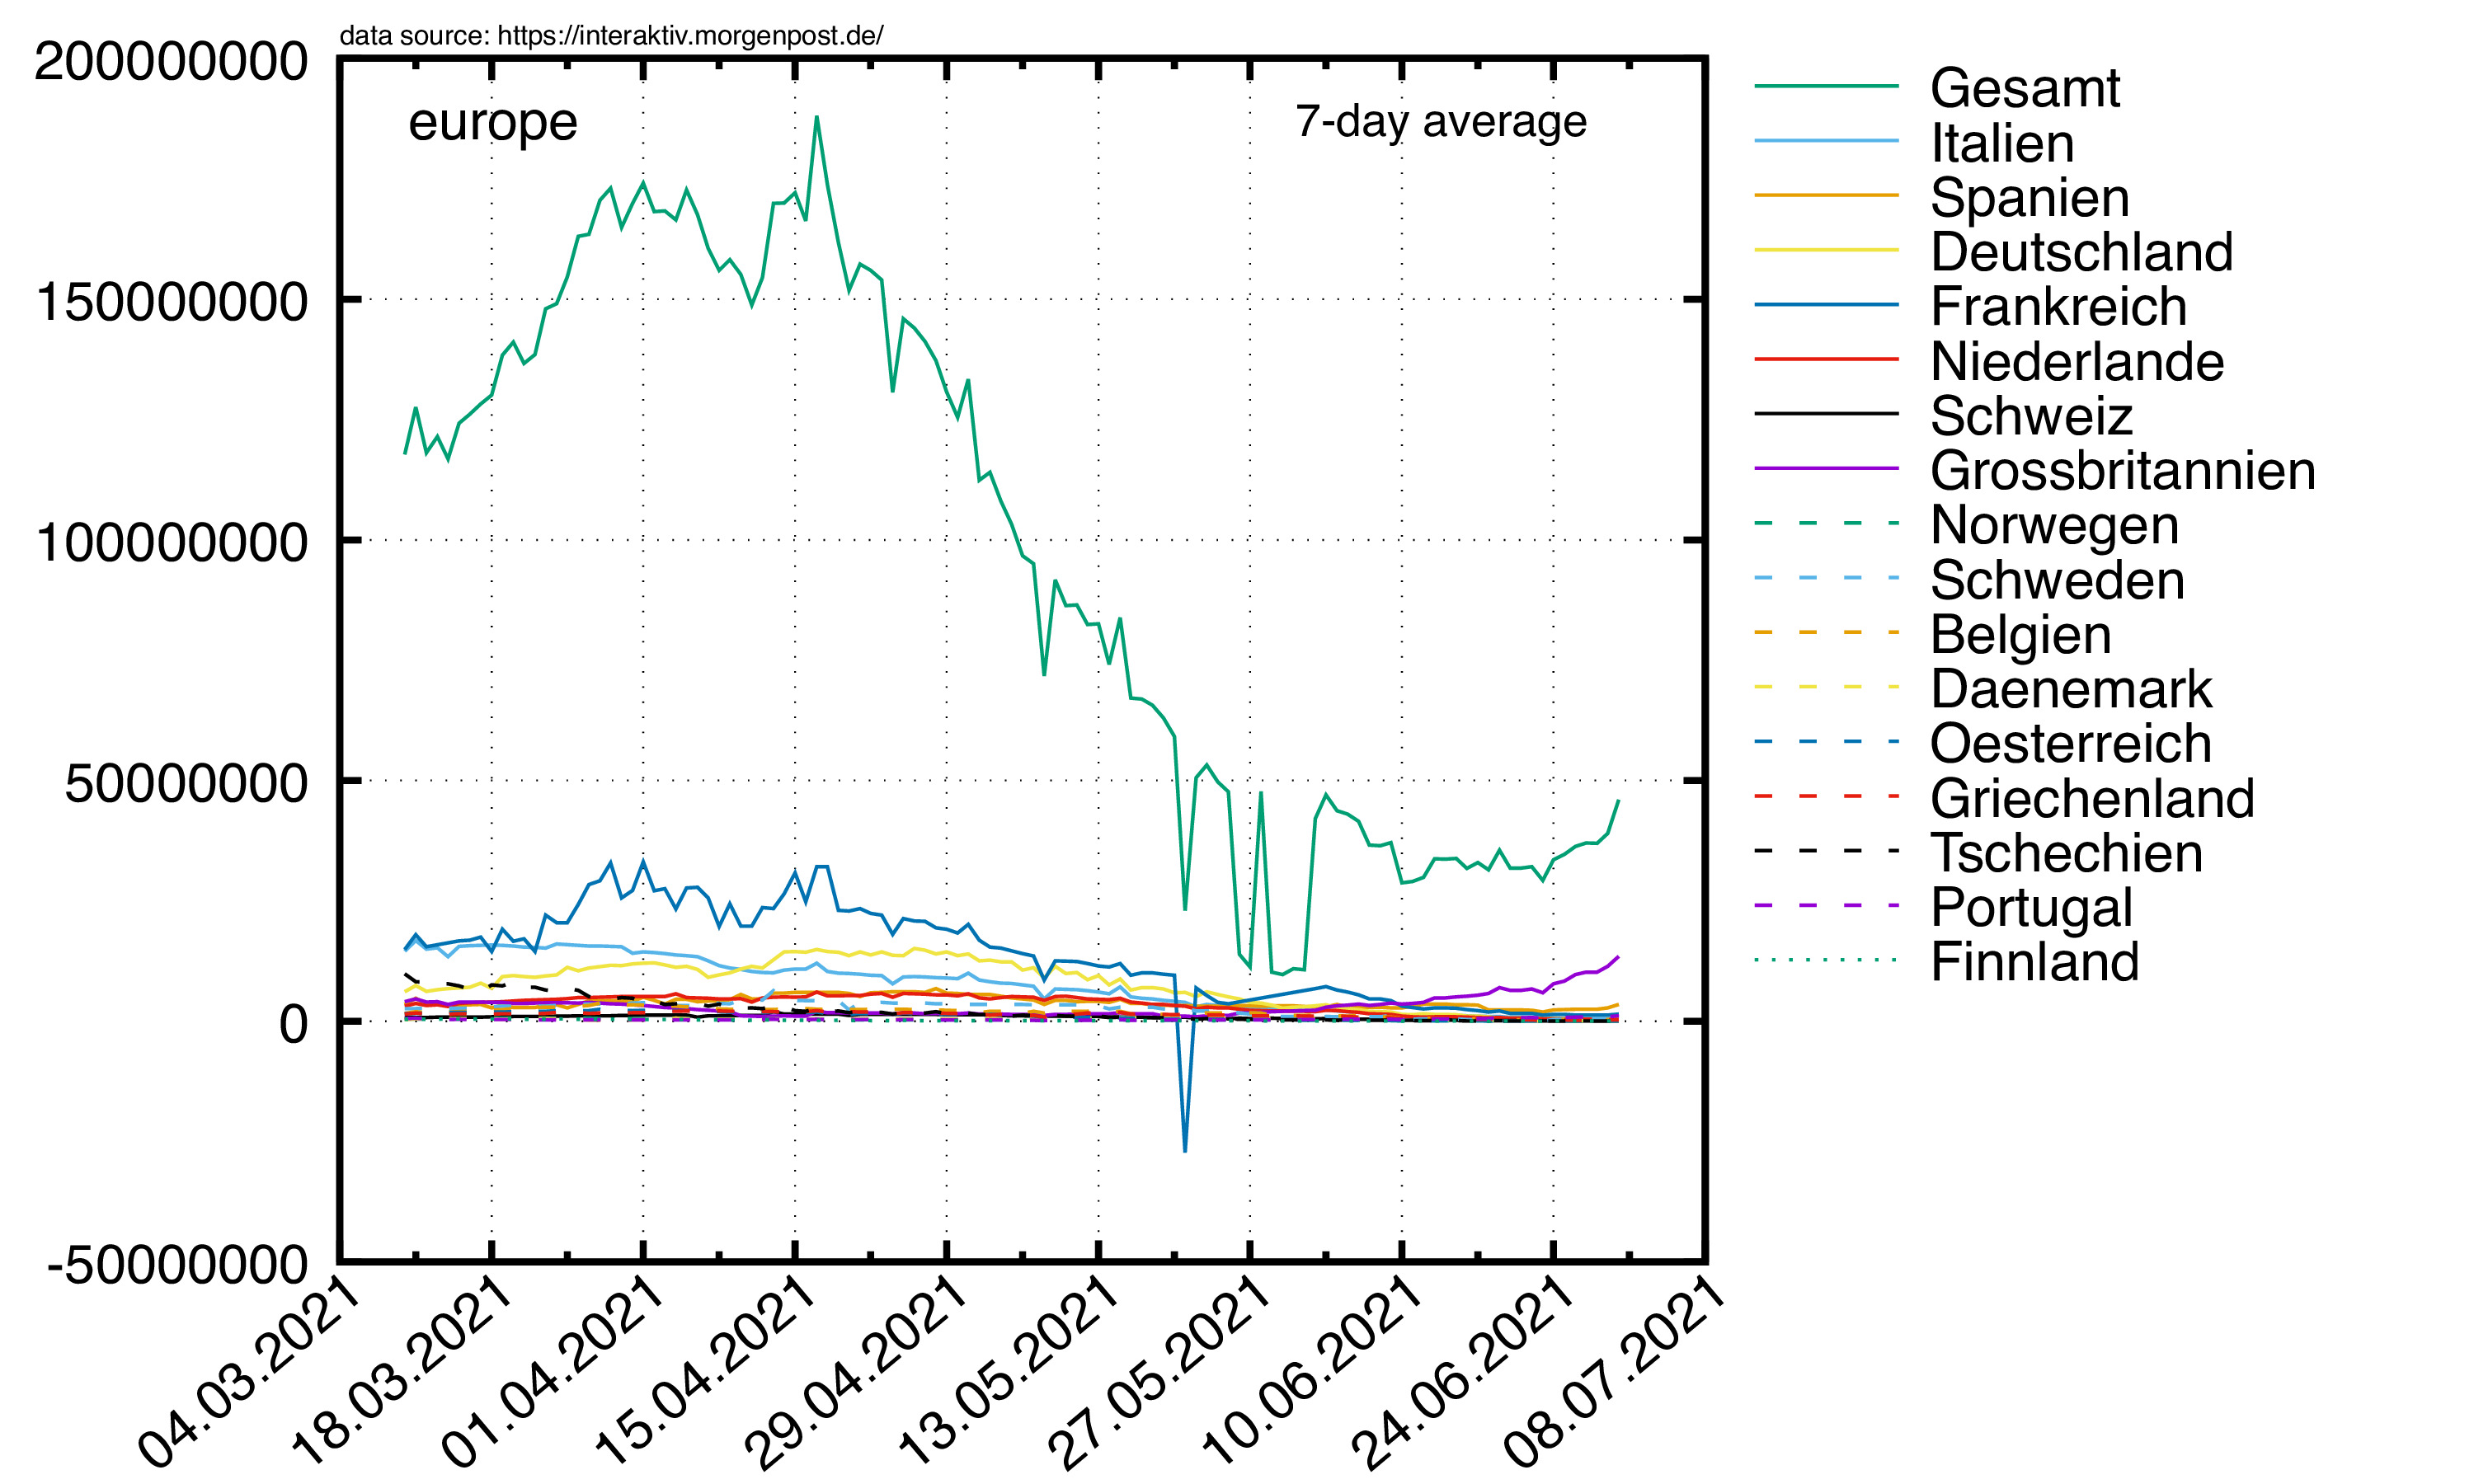 data source: https://interaktiv.morgenpost.de/
europe
7-day average
200000000
150000000
100000000
50000000
0
-50000000
04.03.2021
18.03.2021
01.04.2021
15.04.2021
29.04.2021
13.05.2021
27.05.2021
10.06.2021
24.06.2021
08.07.2021
Gesamt
Italien
Spanien
Deutschland
Frankreich
Niederlande
Schweiz
Grossbritannien
Norwegen
Schweden
Belgien
Daenemark
Oesterreich
Griechenland
Tschechien
Portugal
Finnland